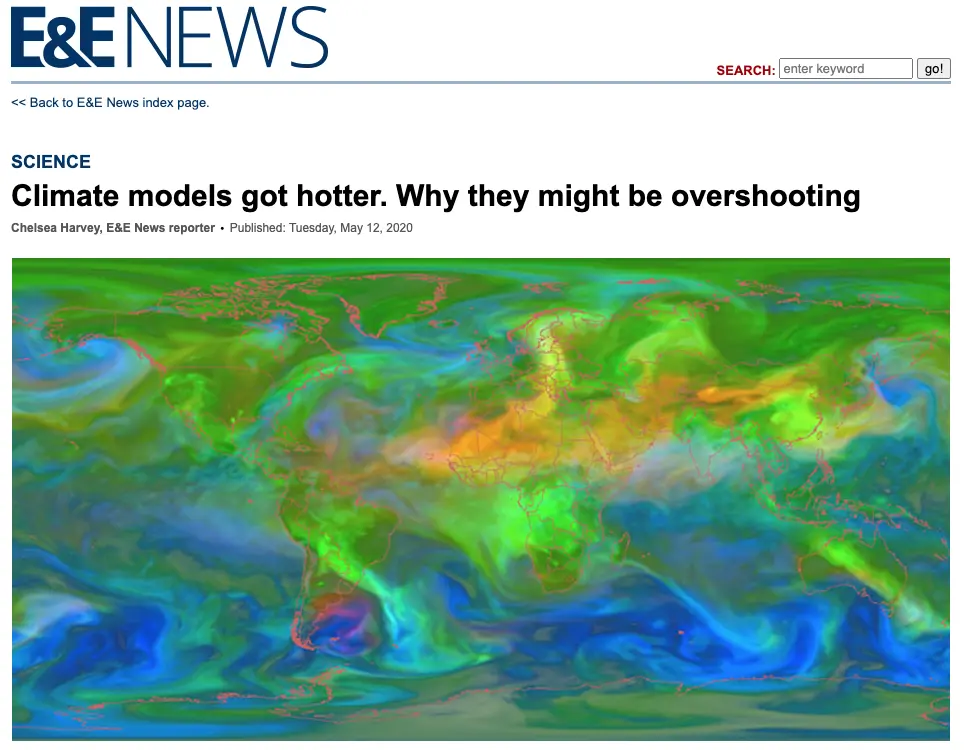 E&E NEWS
SEARCH: enter keyword go!
<< Back to E&E News index page.
SCIENCE
Climate models got hotter. Why they might be overshooting
Chelsea Harvey, E&E News reporter • Published: Tuesday, May 12, 2020